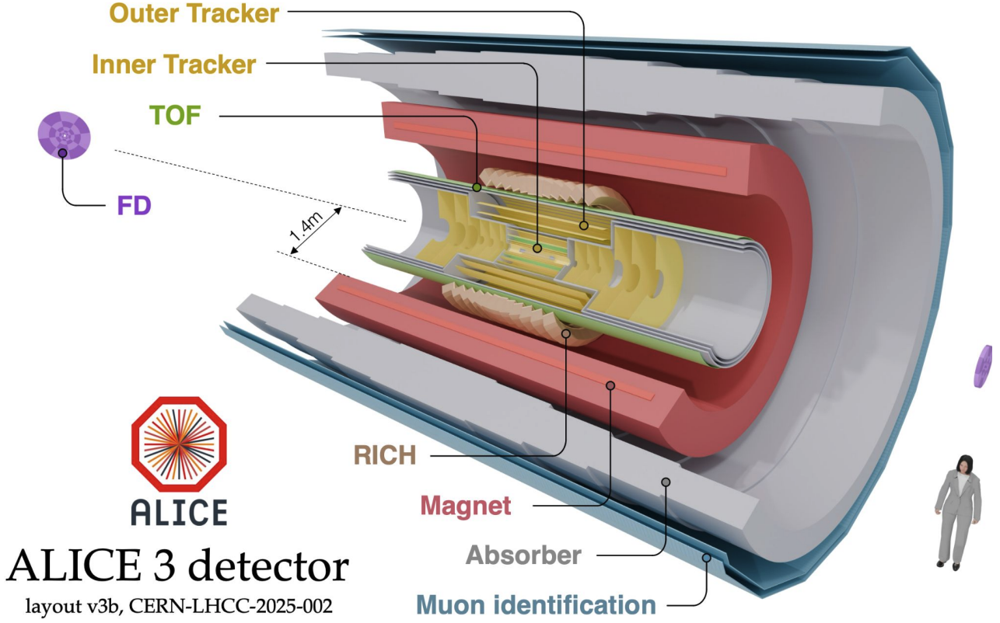 Outer Tracker
Inner Tracker
TOF
FD
1.4m
RICH
Magnet
Absorber
Muon identification
ALICE
ALICE 3 detector
layout v3b, CERN-LHCC-2025-002